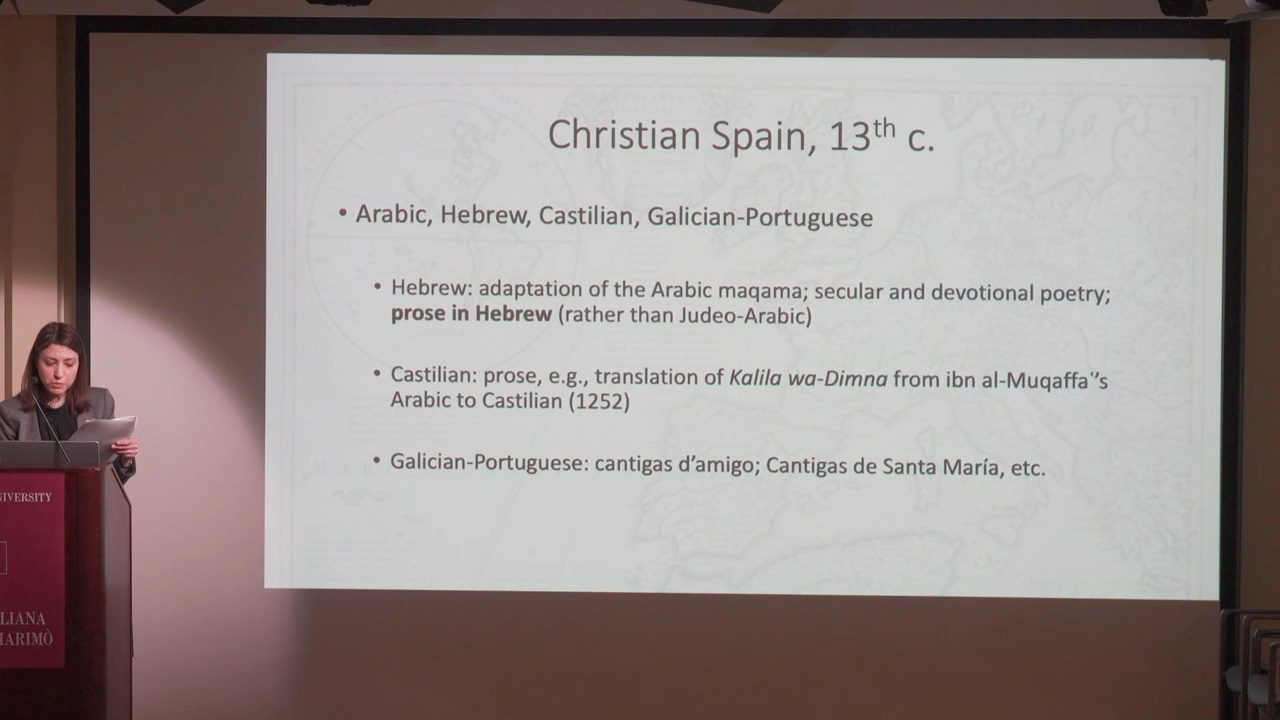 Christian Spain, 13th c.
• Arabic, Hebrew, Castilian, Galician-Portuguese
• Hebrew: adaptation of the Arabic maqama; secular and devotional poetry;
prose in Hebrew (rather than Judeo-Arabic)
• Castilian: prose, e.g., translation of Kalila wa-Dimna from ibn al-Muqaffaʿ's
Arabic to Castilian (1252)
• Galician-Portuguese: cantigas d’amigo; Cantigas de Santa María, etc.
NIVERSITY
LIANA
MARIMÒ